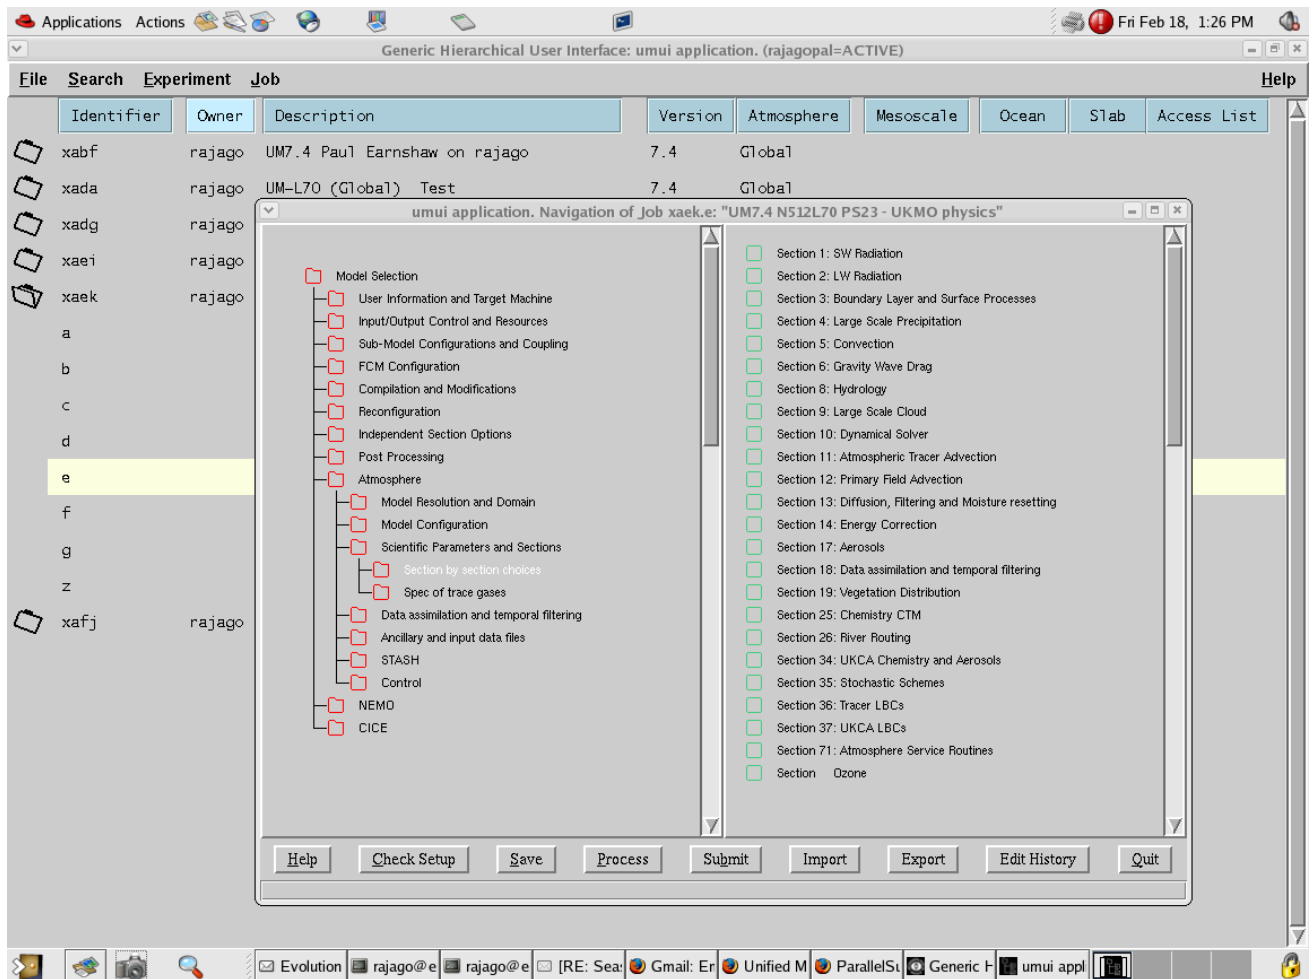 Applications Actions Fri Feb 18, 1:26 PM
Generic Hierarchical User Interface: umui application. (rajagopal=ACTIVE)
File Search Experiment Job Help
Identifier Owner Description Version Atmosphere Mesoscale Ocean Slab Access List
xabf rajago UM7.4 Paul Earnshaw on rajago 7.4 Global
xada rajago UM-L70 (Global) Test 7.4 Global
xadg rajago
xaei rajago
xaek rajago
a
b
c
d
e
f
g
z
xafj rajago
umui application. Navigation of Job xaek.e: "UM7.4 N512L70 PS23 - UKMO physics"
Model Selection
User Information and Target Machine
Input/Output Control and Resources
Sub-Model Configurations and Coupling
FCM Configuration
Compilation and Modifications
Reconfiguration
Independent Section Options
Post Processing
Atmosphere
Model Resolution and Domain
Model Configuration
Scientific Parameters and Sections
Section by section choices
Spec of trace gases
Data assimilation and temporal filtering
Ancillary and input data files
STASH
Control
NEMO
CICE
Section 1: SW Radiation
Section 2: LW Radiation
Section 3: Boundary Layer and Surface Processes
Section 4: Large Scale Precipitation
Section 5: Convection
Section 6: Gravity Wave Drag
Section 8: Hydrology
Section 9: Large Scale Cloud
Section 10: Dynamical Solver
Section 11: Atmospheric Tracer Advection
Section 12: Primary Field Advection
Section 13: Diffusion, Filtering and Moisture resetting
Section 14: Energy Correction
Section 17: Aerosols
Section 18: Data assimilation and temporal filtering
Section 19: Vegetation Distribution
Section 25: Chemistry CTM
Section 26: River Routing
Section 34: UKCA Chemistry and Aerosols
Section 35: Stochastic Schemes
Section 36: Tracer LBCs
Section 37: UKCA LBCs
Section 71: Atmosphere Service Routines
Section Ozone
Help Check Setup Save Process Submit Import Export Edit History Quit
Evolution rajago@e rajago@e [RE: Sea: Gmail: Er Unified M ParallelSu Generic H umui appl